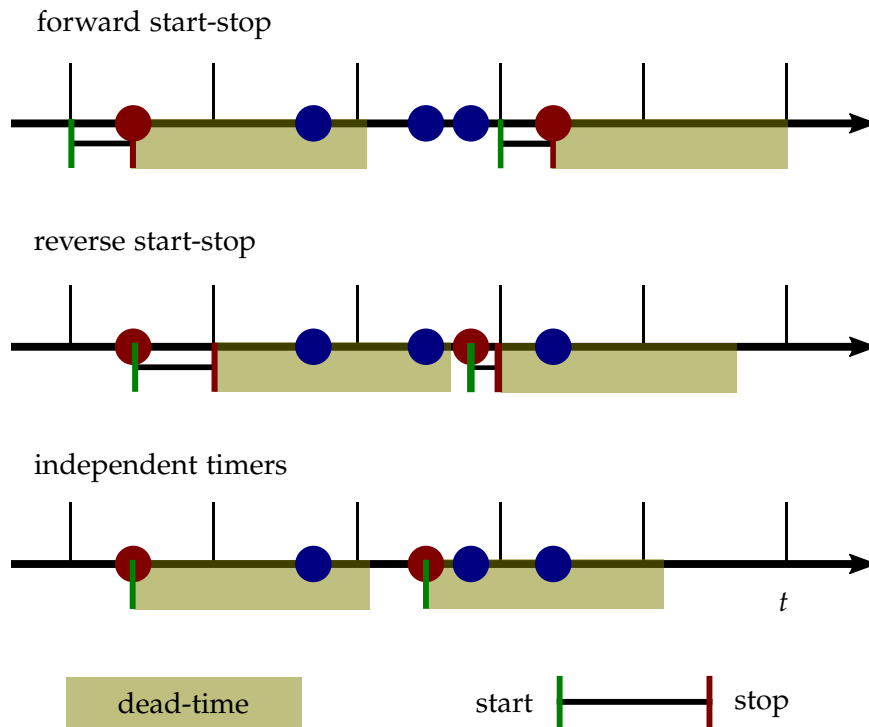 forward start-stop
reverse start-stop
independent timers
t
dead-time
start
stop